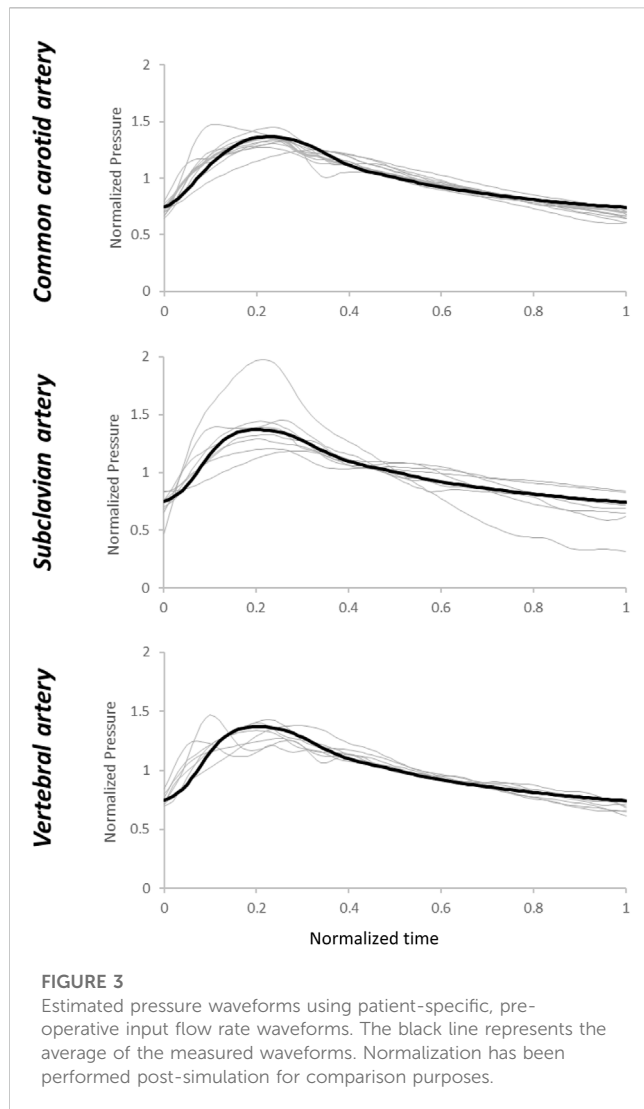 Common carotid artery
Normalized Pressure
2
1.5
1
0.5
0
0 0.2 0.4 0.6 0.8 1
Subclavian artery
Normalized Pressure
2
1.5
1
0.5
0
0 0.2 0.4 0.6 0.8 1
Vertebral artery
Normalized Pressure
2
1.5
1
0.5
0
0 0.2 0.4 0.6 0.8 1
Normalized time
FIGURE 3
Estimated pressure waveforms using patient-specific, pre-
operative input flow rate waveforms. The black line represents the
average of the measured waveforms. Normalization has been
performed post-simulation for comparison purposes.